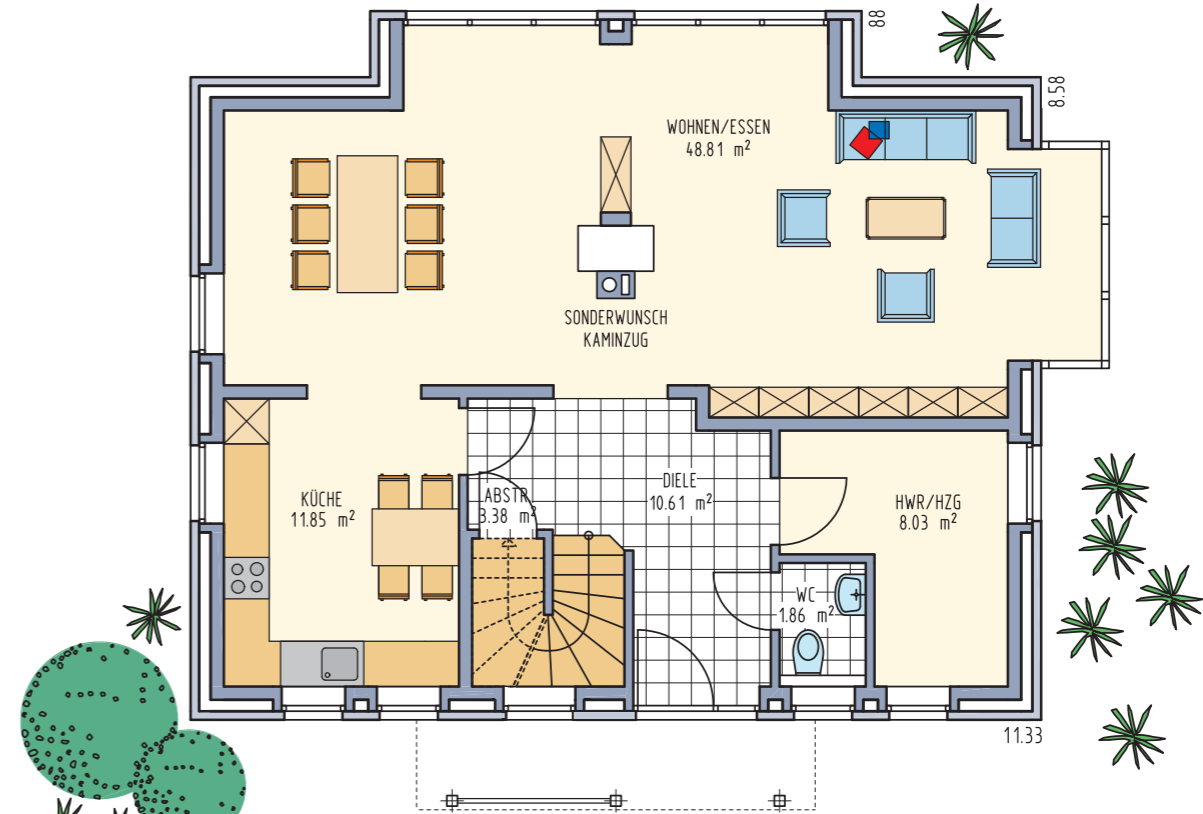 88
8.58
WOHNEN/ESSEN
48.81 m²
SONDERWUNSCH
KAMINZUG
KÜCHE
11.85 m²
ABSTR
3.38 m²
DIELE
10.61 m²
HWR/HZG
8.03 m²
WC
1.86 m²
11.33